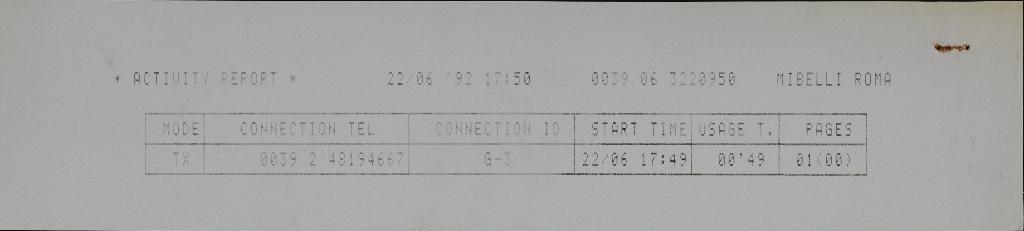 * ACTIVITY REPORT * 22/06 '92 17:50 0039 06 3220950 MIBELLI ROMA
MODE CONNECTION TEL CONNECTION ID START TIME USAGE T. PAGES
TX 0039 2 48194667 G-3 22/06 17:49 00'49 01(00)